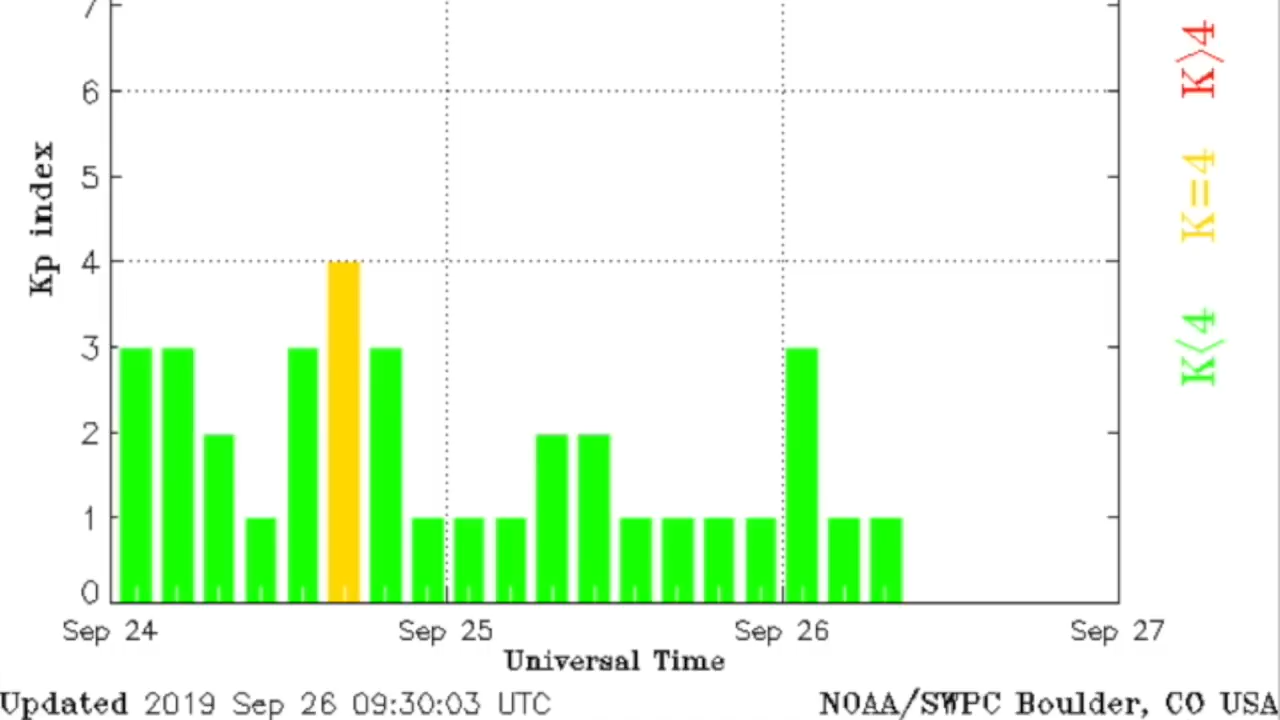 7
6
5
4
3
2
1
0
Kp index
Sep 24
Sep 25
Sep 26
Sep 27
Universal Time
Updated 2019 Sep 26 09:30:03 UTC
NOAA/SWPC Boulder, CO USA
K>4
K=4
K<4